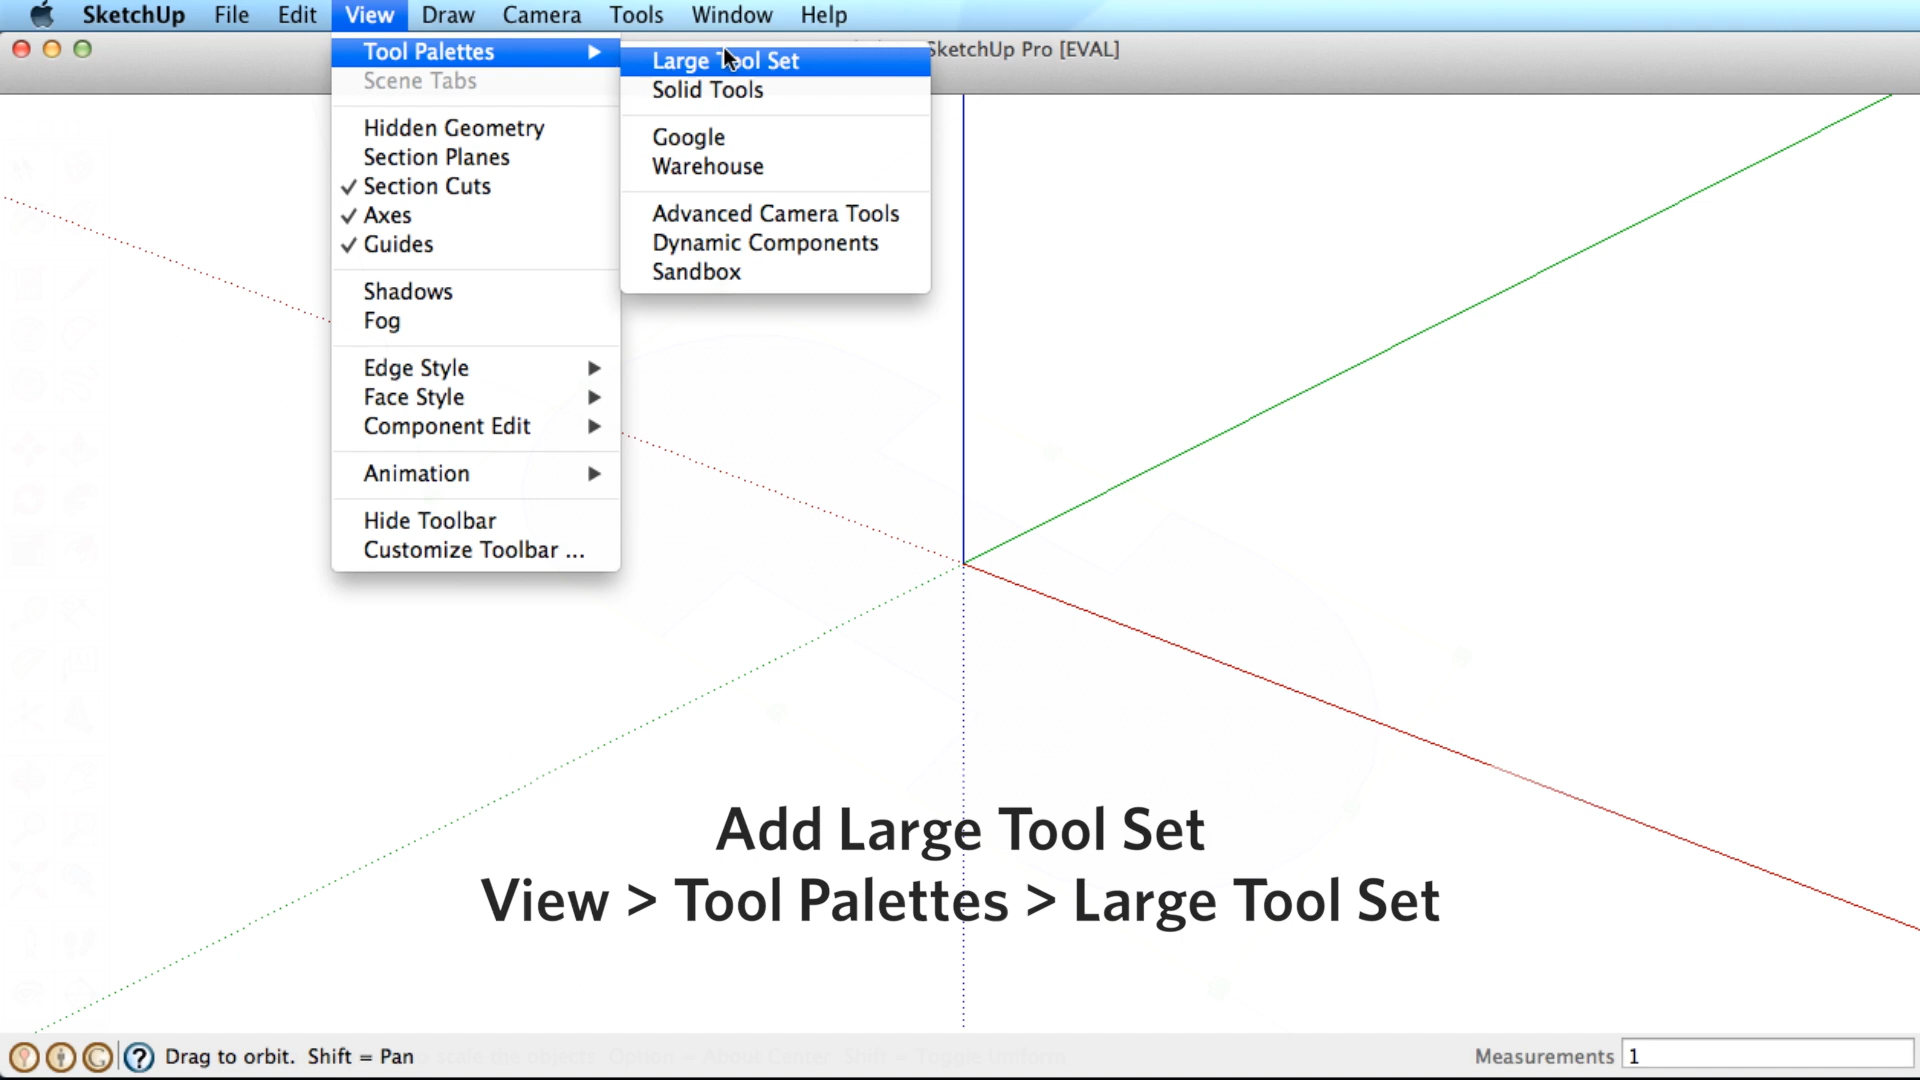 SketchUp File Edit View Draw Camera Tools Window Help
SketchUp Pro [EVAL]
Tool Palettes
Scene Tabs
Hidden Geometry
Section Planes
Section Cuts
Axes
Guides
Shadows
Fog
Edge Style
Face Style
Component Edit
Animation
Hide Toolbar
Customize Toolbar ...
Large Tool Set
Solid Tools
Google
Warehouse
Advanced Camera Tools
Dynamic Components
Sandbox
Add Large Tool Set
View > Tool Palettes > Large Tool Set
Drag to orbit. Shift = Pan
Measurements 1